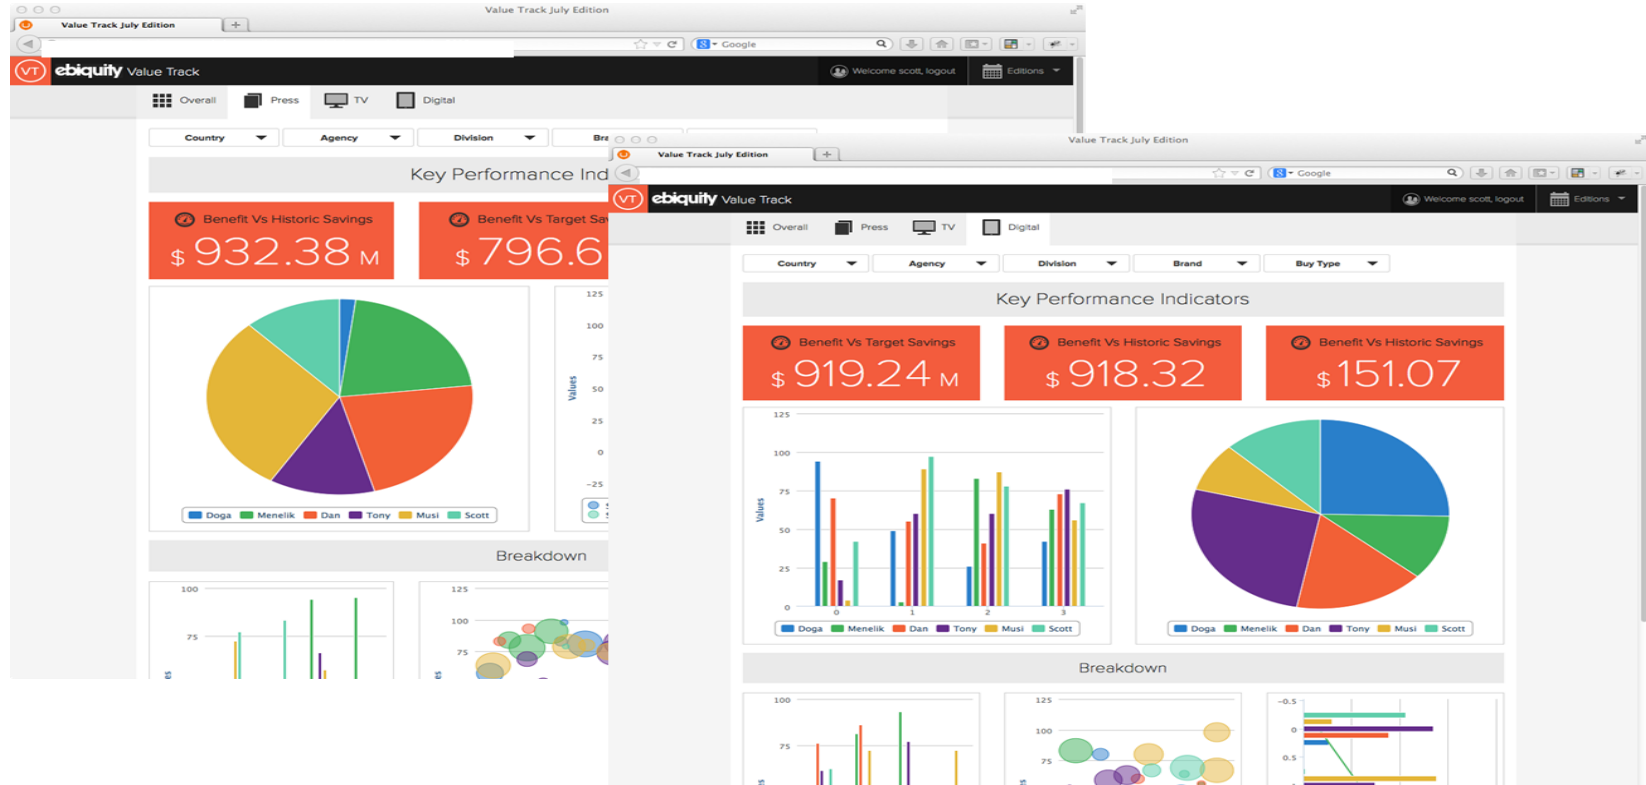 Value Track July Edition
Value Track July Edition
Google
VT ebiquity Value Track
Welcome scott, logout
Editions
Overall
Press
TV
Digital
Country
Agency
Division
Key Performance
Benefit Vs Historic Savings
$ 932.38 M
Benefit Vs Target
$ 796.6
125
100
75
50
25
0
-25
Values
Doga Menelik Dan Tony Musi Scott
Breakdown
100
75
125
100
75
Value Track July Edition
Value Track July Edition
Google
VT ebiquity Value Track
Welcome scott, logout
Editions
Overall
Press
TV
Digital
Country
Agency
Division
Brand
Buy Type
Key Performance Indicators
Benefit Vs Target Savings
$ 919.24 M
Benefit Vs Historic Savings
$ 918.32
Benefit Vs Historic Savings
$ 151.07
125
100
75
50
25
0
Values
0 1 2 3
Doga Menelik Dan Tony Musi Scott
Doga Menelik Dan Tony Musi Scott
Breakdown
100
75
125
100
75
-0.5
0
0.5